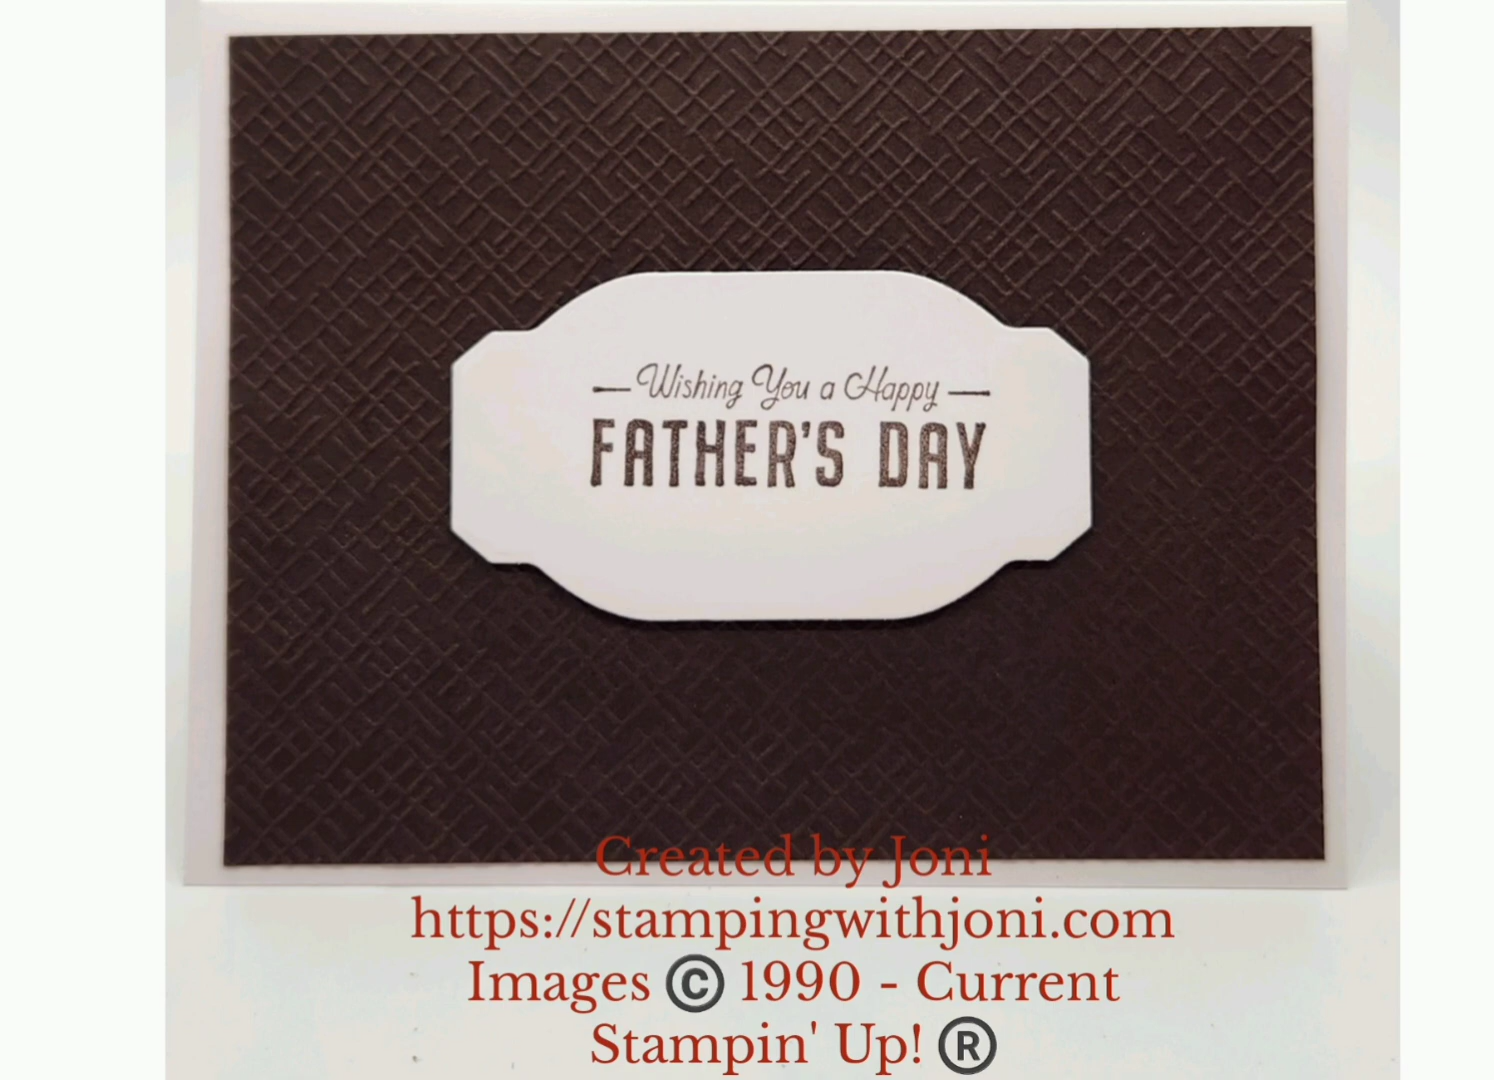 Wishing You a Happy
FATHER'S DAY
Created by Joni
https://stampingwithjoni.com
Images © 1990 - Current
Stampin' Up! ®